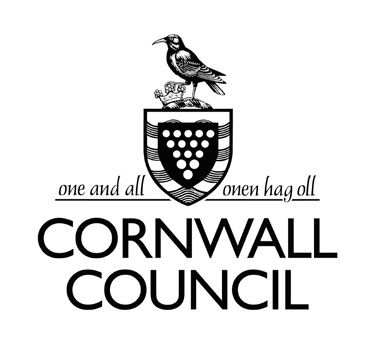 one and all onen hag oll
CORNWALL
COUNCIL